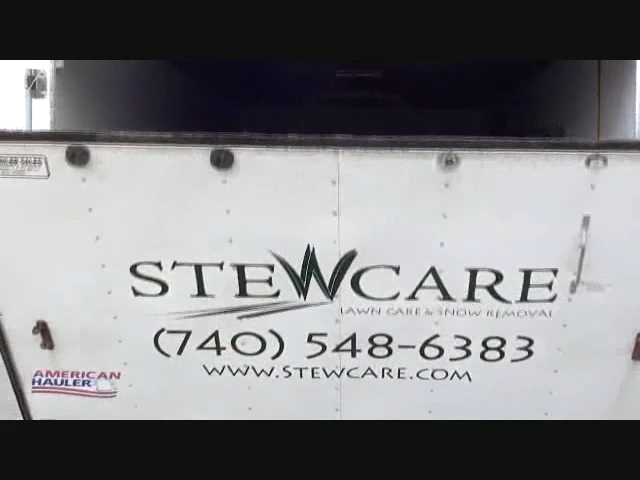 STEWCARE
LAWN CARE & SNOW REMOVAL
(740) 548-6383
WWW.STEWCARE.COM
AMERICAN
HAULER